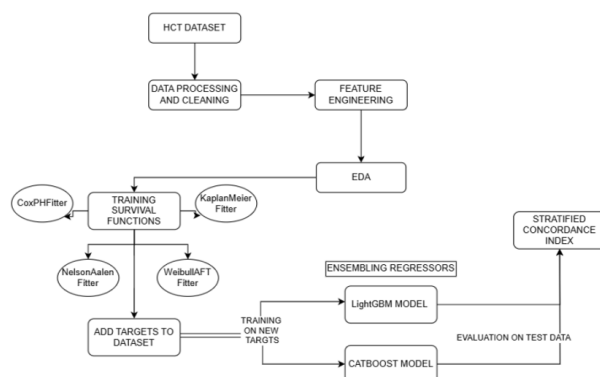 HCT DATASET
DATA PROCESSING
AND CLEANING
FEATURE
ENGINEERING
EDA
CoxPHFitter
TRAINING
SURVIVAL
FUNCTIONS
KaplanMeier
Fitter
NelsonAalen
Fitter
WeibullAFT
Fitter
STRATIFIED
CONCORDANCE
INDEX
ENSEMBLING REGRESSORS
LightGBM MODEL
ADD TARGETS TO
DATASET
TRAINING
ON NEW
TARGTS
EVALUATION ON TEST DATA
CATBOOST MODEL